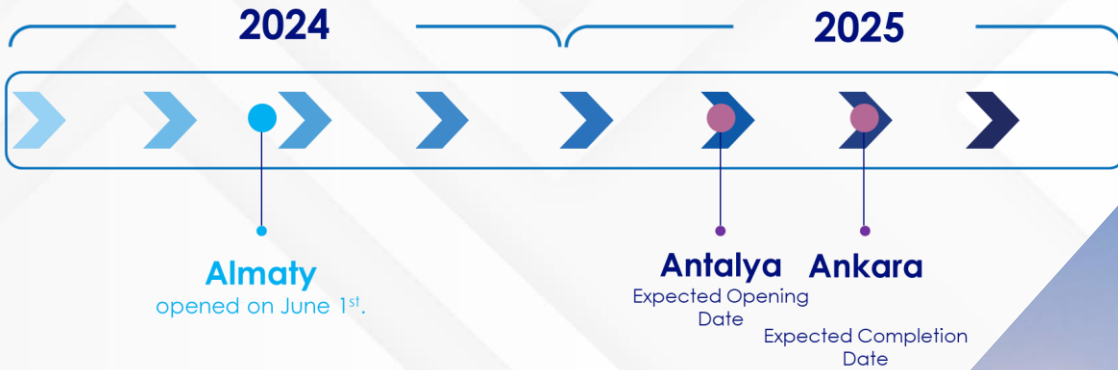 2024
2025
Almaty
opened on June 1st.
Antalya
Expected Opening
Date
Ankara
Expected Completion
Date